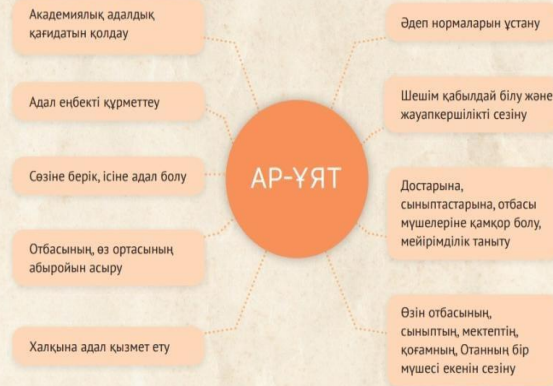 Академиялық адалдық
қағидатын қолдау
Адал еңбекті құрметтеу
Сөзіне берік, ісіне адал болу
Отбасының, өз ортасының
абыройын асыру
Халқына адал қызмет ету
АР-ҰЯТ
Әдеп нормаларын ұстану
Шешім қабылдай білу және
жауапкершілікті сезіну
Достарына,
сыныптастарына, отбасы
мүшелеріне қамқор болу,
мейірімділік таныту
Өзін отбасының,
сыныптың, мектептің,
қоғамның, Отанның бір
мүшесі екенін сезіну